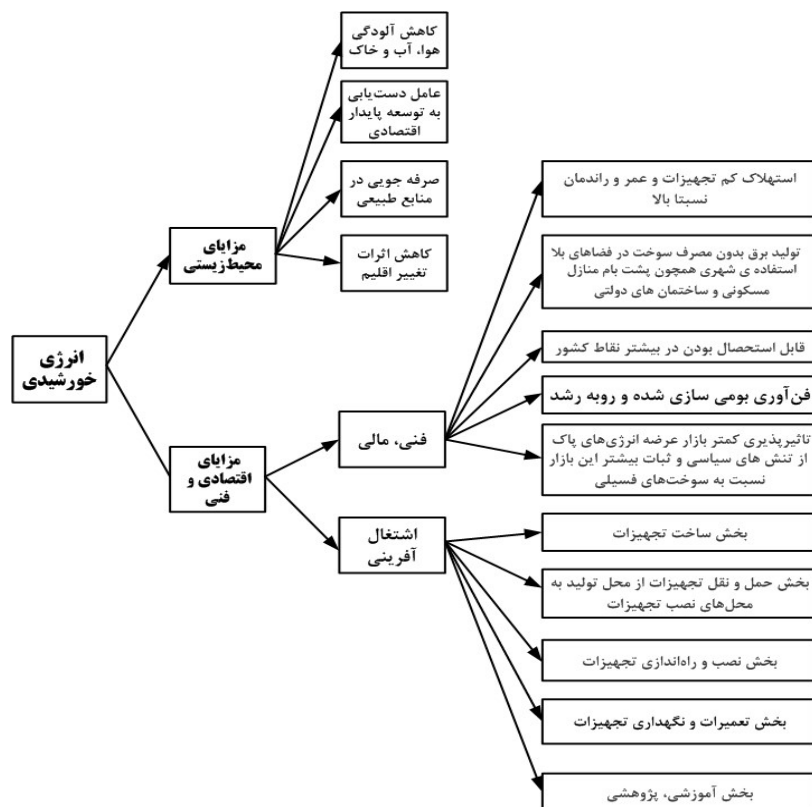 انرژی
خورشیدی
مزایای
محیط‌زیستی
کاهش آلودگی
هوا، آب و خاک
عامل دست‌یابی
به توسعه پایدار
اقتصادی
صرفه جویی در
منابع طبیعی
کاهش اثرات
تغییر اقلیم
مزایای
اقتصادی و
فنی
فنی، مالی
استهلاک کم تجهیزات و عمر و راندمان
نسبتا بالا
تولید برق بدون مصرف سوخت در فضاهای بلا
استفاده ی شهری همچون پشت بام منازل
مسکونی و ساختمان های دولتی
قابل استحصال بودن در بیشتر نقاط کشور
فن‌آوری بومی سازی شده و روبه رشد
تاثیرپذیری کمتر بازار عرضه انرژی‌های پاک
از تنش های سیاسی و ثبات بیشتر این بازار
نسبت به سوخت‌های فسیلی
اشتغال
آفرینی
بخش ساخت تجهیزات
بخش حمل و نقل تجهیزات از محل تولید به
محل‌های نصب تجهیزات
بخش نصب و راه‌اندازی تجهیزات
بخش تعمیرات و نگهداری تجهیزات
بخش آموزشی، پژوهشی